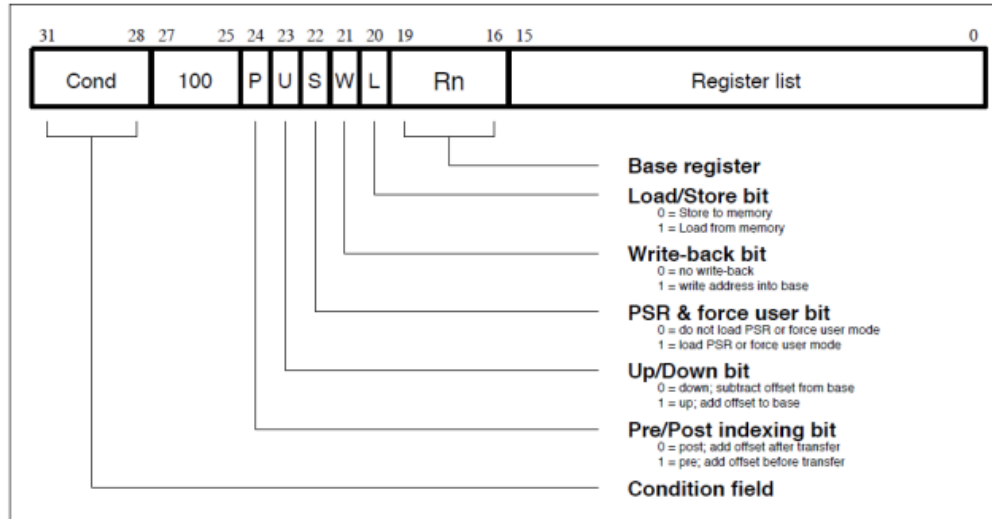 31 28 27 25 24 23 22 21 20 19 16 15 0
Cond 100 P U S W L Rn Register list
Base register
Load/Store bit
0 = Store to memory
1 = Load from memory
Write-back bit
0 = no write-back
1 = write address into base
PSR & force user bit
0 = do not load PSR or force user mode
1 = load PSR or force user mode
Up/Down bit
0 = down; subtract offset from base
1 = up; add offset to base
Pre/Post indexing bit
0 = post; add offset after transfer
1 = pre; add offset before transfer
Condition field